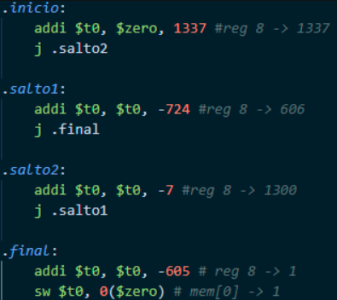 .inicio:
addi $t0, $zero, 1337 #reg 8 -> 1337
j .salto2
.salto1:
addi $t0, $t0, -724 #reg 8 -> 606
j .final
.salto2:
addi $t0, $t0, -7 #reg 8 -> 1300
j .salto1
.final:
addi $t0, $t0, -605 # reg 8 -> 1
sw $t0, 0($zero) # mem[0] -> 1